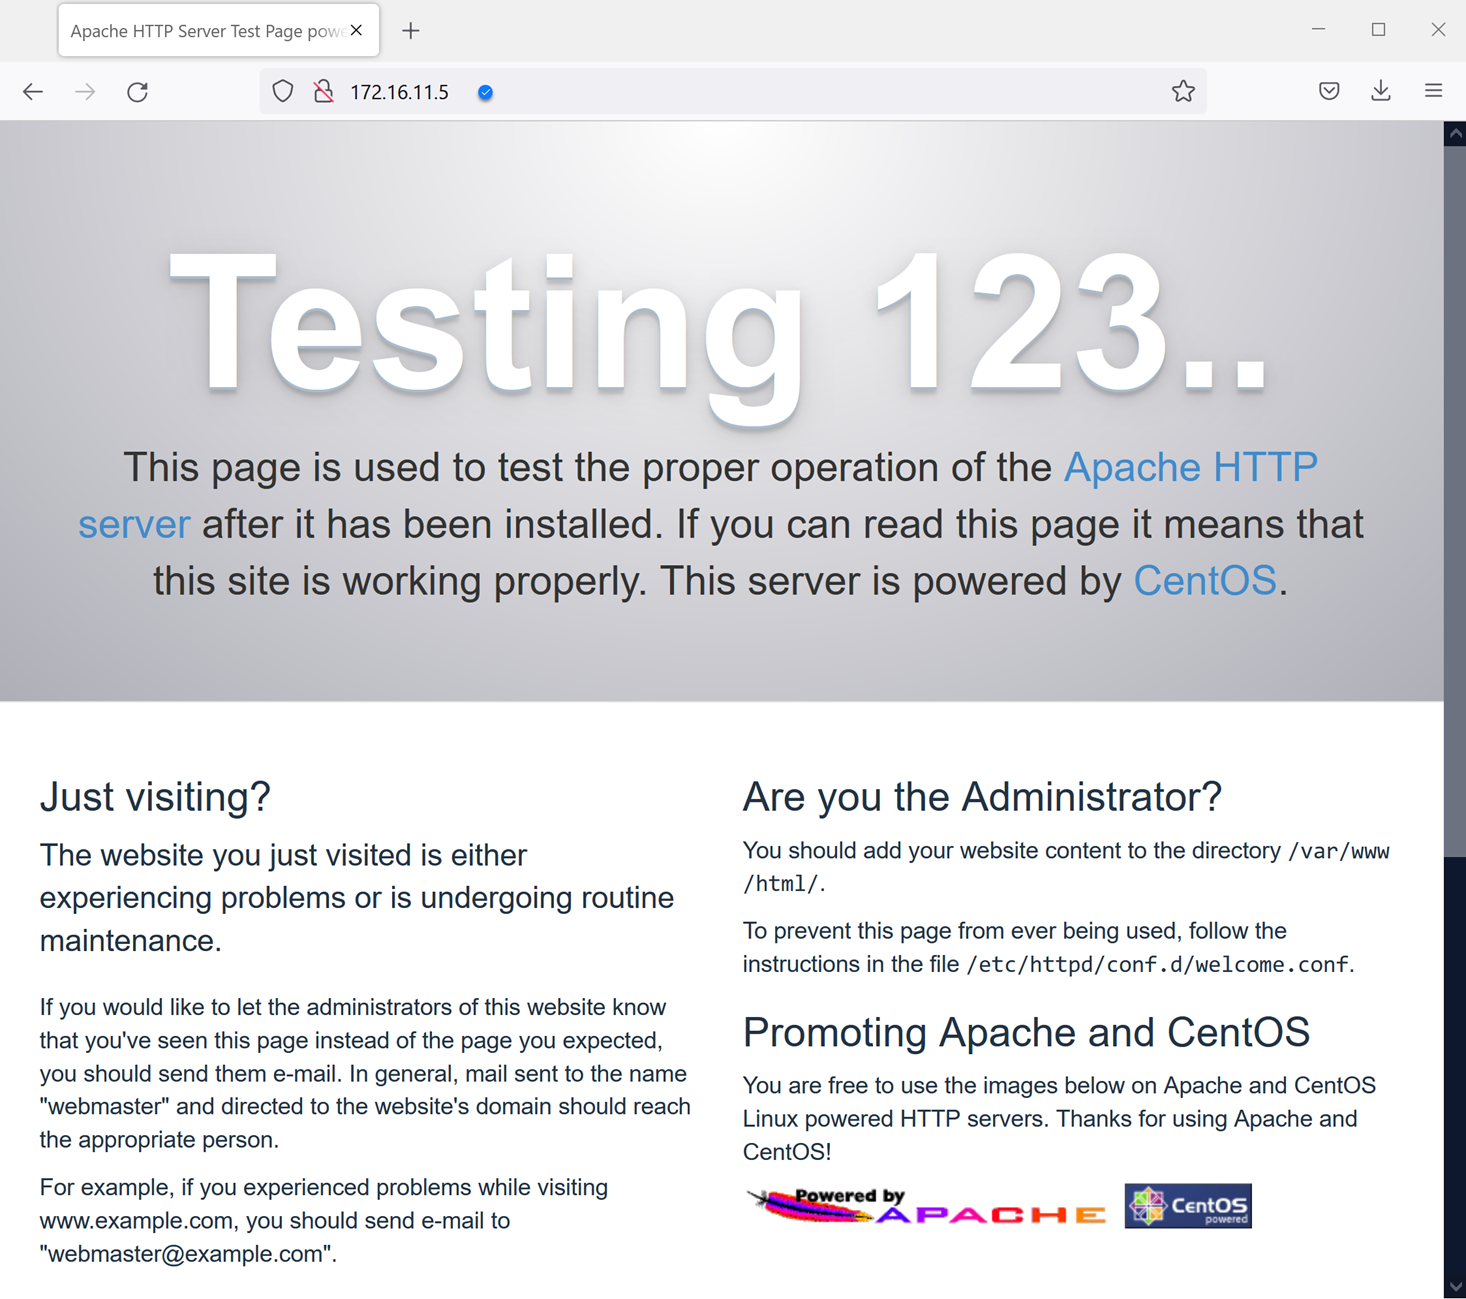 Apache HTTP Server Test Page powe
172.16.11.5
Testing 123..
This page is used to test the proper operation of the Apache HTTP
server after it has been installed. If you can read this page it means that
this site is working properly. This server is powered by CentOS.
Just visiting?
The website you just visited is either
experiencing problems or is undergoing routine
maintenance.
If you would like to let the administrators of this website know
that you've seen this page instead of the page you expected,
you should send them e-mail. In general, mail sent to the name
"webmaster" and directed to the website's domain should reach
the appropriate person.
For example, if you experienced problems while visiting
www.example.com, you should send e-mail to
"webmaster@example.com".
Are you the Administrator?
You should add your website content to the directory /var/www
/html/.
To prevent this page from ever being used, follow the
instructions in the file /etc/httpd/conf.d/welcome.conf.
Promoting Apache and CentOS
You are free to use the images below on Apache and CentOS
Linux powered HTTP servers. Thanks for using Apache and
CentOS!
Powered by
APACHE
CentOS
powered